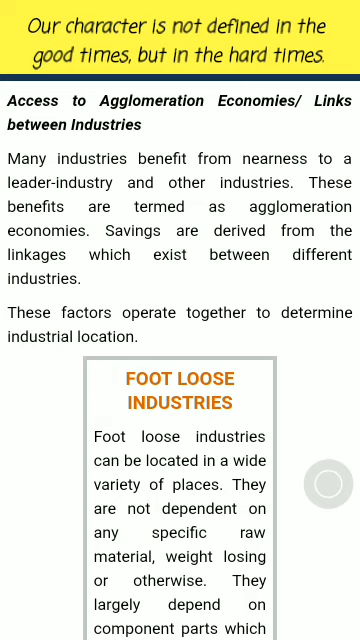 Our character is not defined in the
good times, but in the hard times.
Access to Agglomeration Economies/ Links
between Industries
Many industries benefit from nearness to a
leader-industry and other industries. These
benefits are termed as agglomeration
economies. Savings are derived from the
linkages which exist between different
industries.
These factors operate together to determine
industrial location.
FOOT LOOSE
INDUSTRIES
Foot loose industries
can be located in a wide
variety of places. They
are not dependent on
any specific raw
material, weight losing
or otherwise. They
largely depend on
component parts which